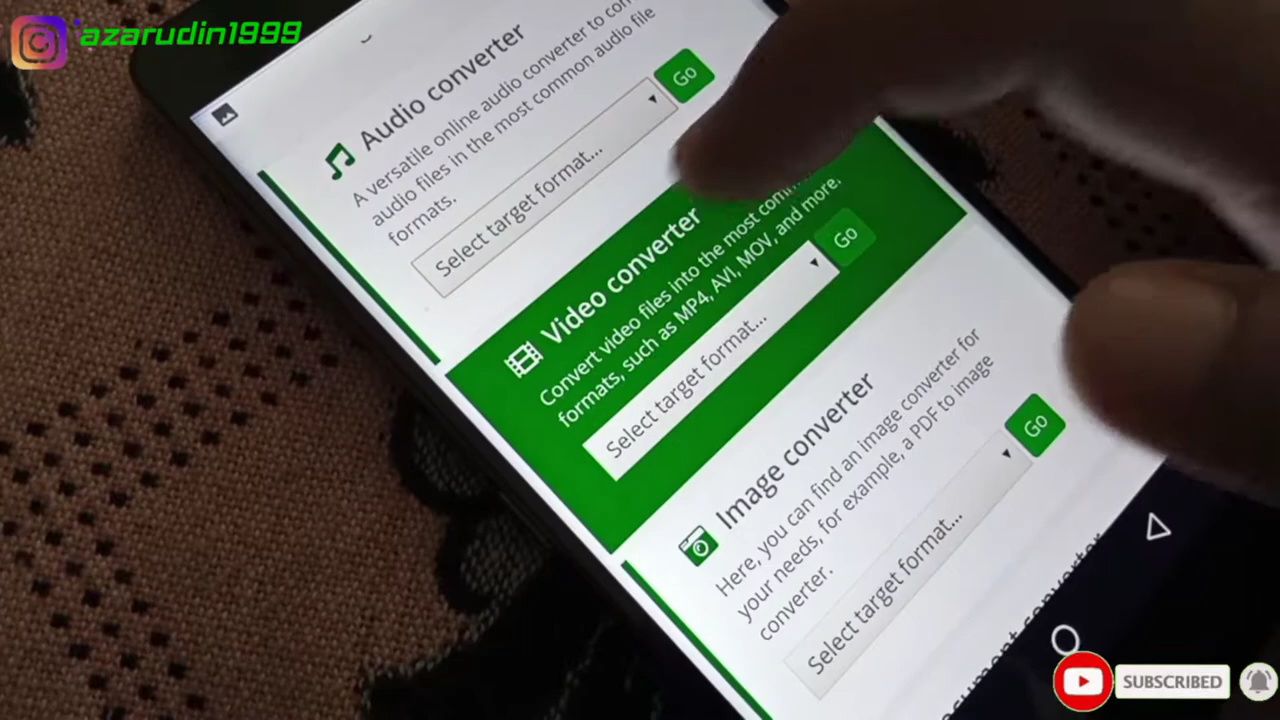 azarudin1999
Audio converter
A versatile online audio converter to
audio files in the most common audio file
formats.
Select target format...
Go
Video converter
Convert video files into the most
formats, such as MP4, AVI, MOV, and more.
Select target format...
Go
Image converter
Here, you can find an image converter for
your needs, for example, a PDF to image
converter.
Select target format...
Go
converter
SUBSCRIBED